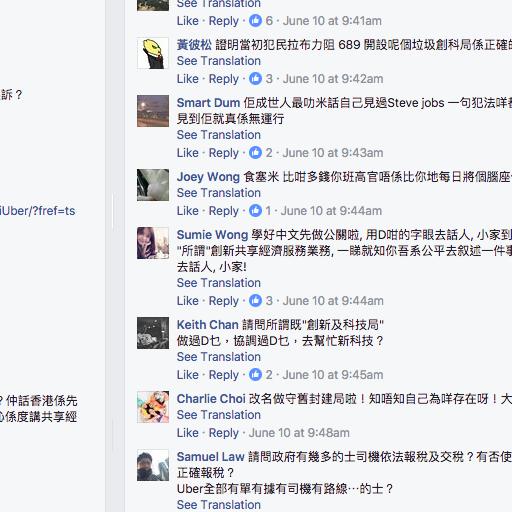 Like · Reply · 6 · June 10 at 9:41am
黃彼松 證明當初犯民拉布力阻 689 開設呢個垃圾創科局係正確
See Translation
Like · Reply · 3 · June 10 at 9:42am
訴？
Smart Dum 佢成世人最叻米話自己見過Steve jobs 一句犯法咩都
見到佢就真係無運行
See Translation
Like · Reply · 2 · June 10 at 9:43am
Joey Wong 食塞米 比咁多錢你班高官唔係比你地每日將個腦座
See Translation
iUber/?fref=ts
Like · Reply · 1 · June 10 at 9:44am
Sumie Wong 學好中文先做公關啦, 用D咁的字眼去話人, 小家到
"所謂"創新共享經濟服務業務, 一睇就知你吾系公平去叙述一件事
去話人, 小家!
See Translation
Like · Reply · 3 · June 10 at 9:44am
Keith Chan 請問所謂既"創新及科技局"
做過D乜，協調過D乜，去幫忙新科技？
See Translation
Like · Reply · 2 · June 10 at 9:45am
？仲話香港係先
係度講共享經
Charlie Choi 改名做守舊封建局啦！知唔知自己為咩存在呀！大
See Translation
Like · Reply · June 10 at 9:48am
Samuel Law 請問政府有幾多的士司機依法報稅及交稅？有否使
正確報稅？
Uber全部有單有據有司機有路線⋯的士？
See Translation